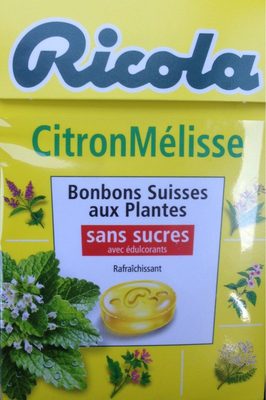 Ricola
CitronMélisse
Bonbons Suisses
aux Plantes
sans sucres
avec édulcorants
Rafraîchissant